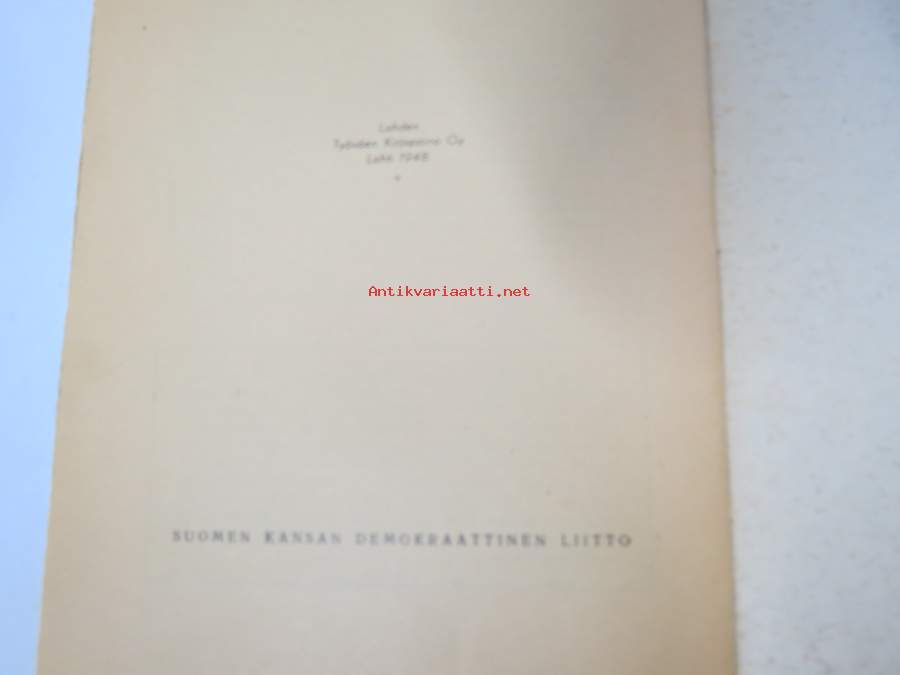 Lahden
Työväen Kirjapaino Oy
Lahti 1948
Antikvariaatti.net
SUOMEN KANSAN DEMOKRAATTINEN LIITTO